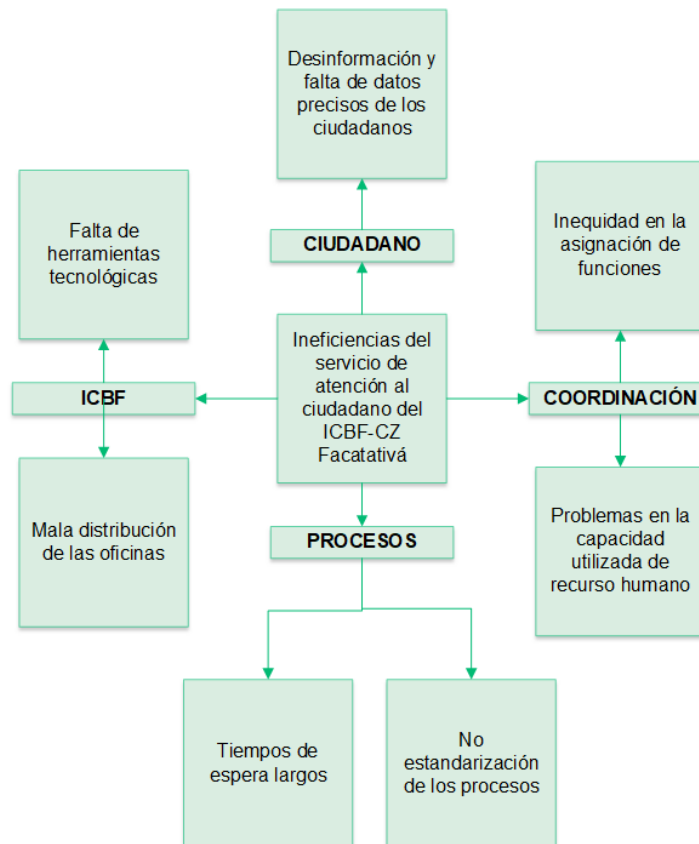 Desinformación y
falta de datos
precisos de los
ciudadanos
CIUDADANO
Falta de
herramientas
tecnológicas
Inequidad en la
asignación de
funciones
Ineficiencias del
servicio de
atención al
ciudadano del
ICBF-CZ
Facatativá
ICBF
COORDINACIÓN
Mala distribución
de las oficinas
Problemas en la
capacidad
utilizada de
recurso humano
PROCESOS
Tiempos de
espera largos
No
estandarización
de los procesos